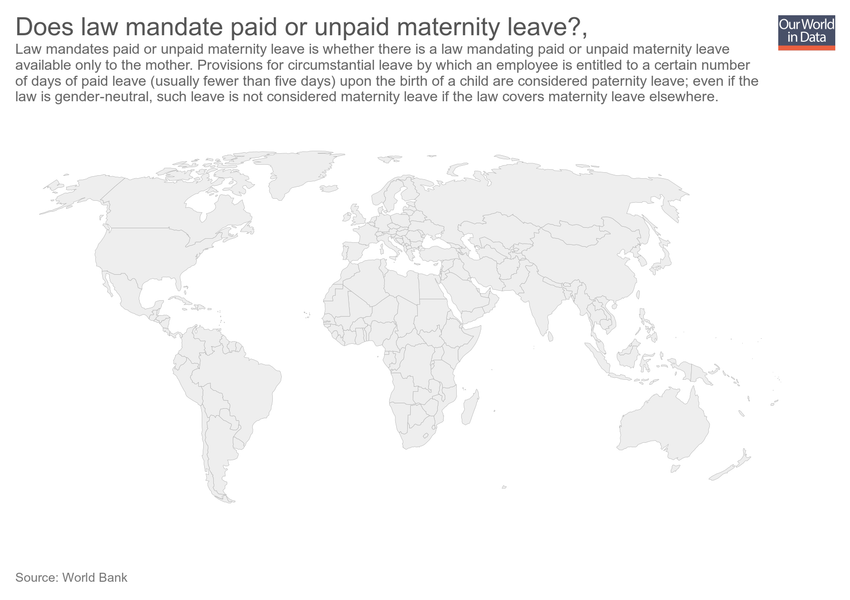 Does law mandate paid or unpaid maternity leave?,
Our World
in Data
Law mandates paid or unpaid maternity leave is whether there is a law mandating paid or unpaid maternity leave
available only to the mother. Provisions for circumstantial leave by which an employee is entitled to a certain number
of days of paid leave (usually fewer than five days) upon the birth of a child are considered paternity leave; even if the
law is gender-neutral, such leave is not considered maternity leave if the law covers maternity leave elsewhere.
Source: World Bank